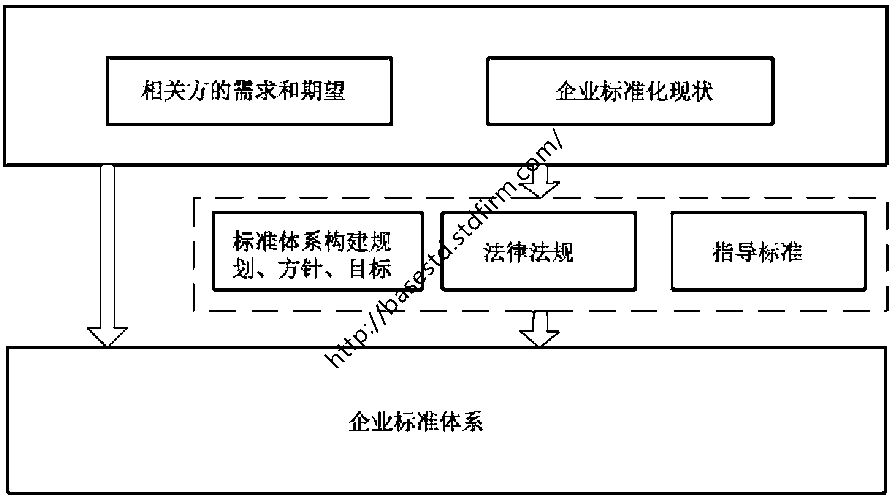 相关方的需求和期望
企业标准化现状
标准体系构建规
划、方针、目标
法律法规
指导标准
http://basestd.stdfirm.com/
企业标准体系